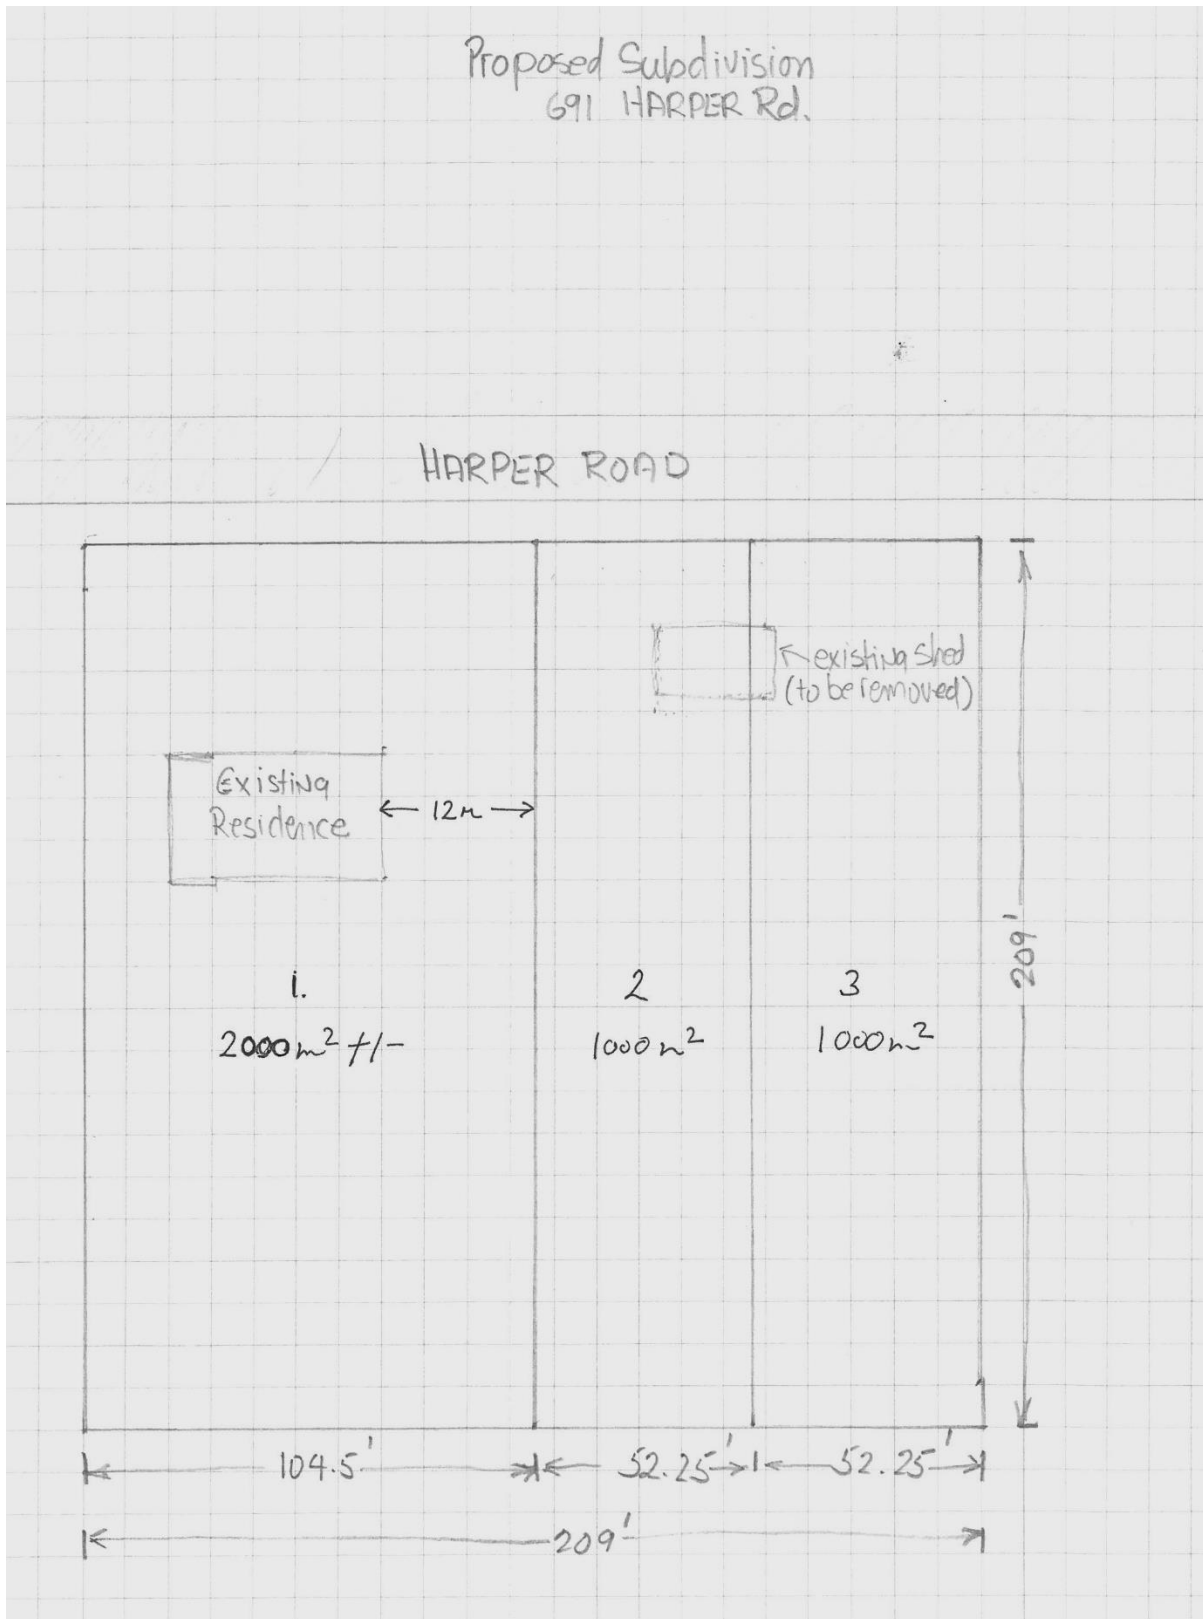 Proposed Subdivision
691 HARPER Rd.
HARPER ROAD
existing shed
(to be removed)
Existing
Residence
12m
209'
1.
2000m² +/-
2
1000m²
3
1000m²
104.5'
52.25'
52.25'
209'